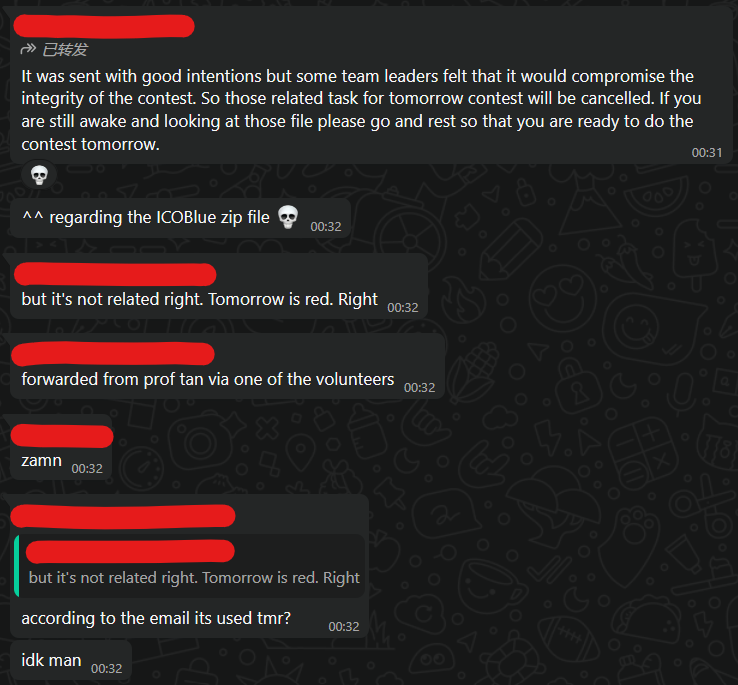 已转发
It was sent with good intentions but some team leaders felt that it would compromise the
integrity of the contest. So those related task for tomorrow contest will be cancelled. If you
are still awake and looking at those file please go and rest so that you are ready to do the
contest tomorrow.
00:31
💀
^^ regarding the ICOBlue zip file 💀 00:32
but it's not related right. Tomorrow is red. Right 00:32
forwarded from prof tan via one of the volunteers 00:32
zamn 00:32
but it's not related right. Tomorrow is red. Right
according to the email its used tmr? 00:32
idk man 00:32